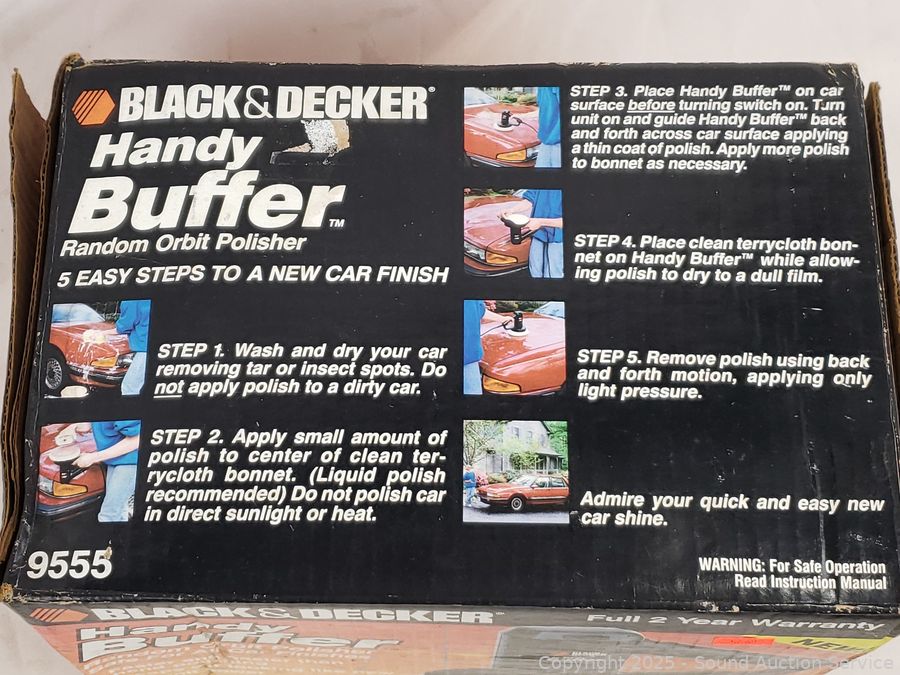 BLACK & DECKER®
Handy
Buffer™
Random Orbit Polisher
5 EASY STEPS TO A NEW CAR FINISH
STEP 1. Wash and dry your car
removing tar or insect spots. Do
not apply polish to a dirty car.
STEP 2. Apply small amount of
polish to center of clean ter-
rycloth bonnet. (Liquid polish
recommended) Do not polish car
in direct sunlight or heat.
9555
STEP 3. Place Handy Buffer™ on car
surface before turning switch on. Turn
unit on and guide Handy Buffer™ back
and forth across car surface applying
a thin coat of polish. Apply more polish
to bonnet as necessary.
STEP 4. Place clean terrycloth bon-
net on Handy Buffer™ while allow-
ing polish to dry to a dull film.
STEP 5. Remove polish using back
and forth motion, applying only
light pressure.
Admire your quick and easy new
car shine.
WARNING: For Safe Operation
Read Instruction Manual
BLACK & DECKER®
Handy
Buffer
Random Orbit Polisher
Full 2 Year Warranty
NEW
Copyright 2025 - Sound Auction Service